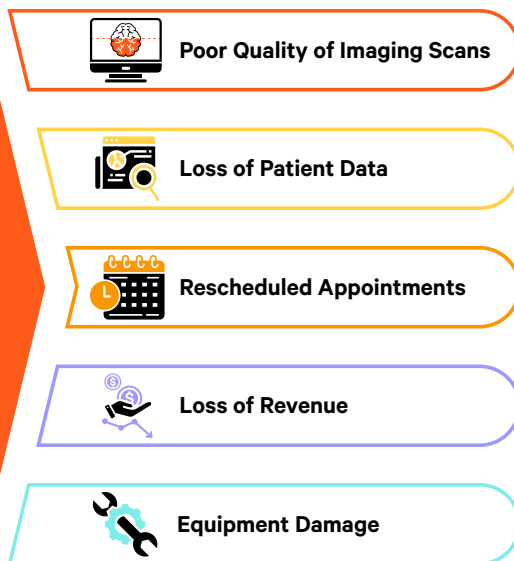 Poor Quality of Imaging Scans
Loss of Patient Data
Rescheduled Appointments
Loss of Revenue
Equipment Damage